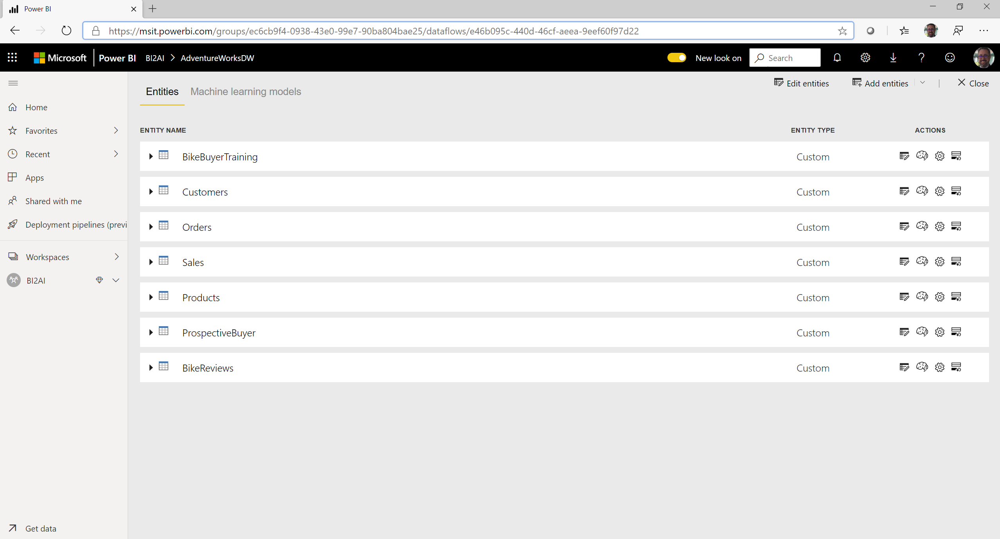 Power BI
https://msit.powerbi.com/groups/ec6cb9f4-0938-43e0-99e7-90ba804bae25/dataflows/e46b095c-440d-46cf-aeea-9eef60f97d22
Microsoft Power BI BI2AI > AdventureWorksDW New look on Search
Edit entities Add entities Close
Entities Machine learning models
Home
Favorites
Recent
Apps
Shared with me
Deployment pipelines (previ
Workspaces
BI2AI
Get data
ENTITY NAME ENTITY TYPE ACTIONS
BikeBuyerTraining Custom
Customers Custom
Orders Custom
Sales Custom
Products Custom
ProspectiveBuyer Custom
BikeReviews Custom